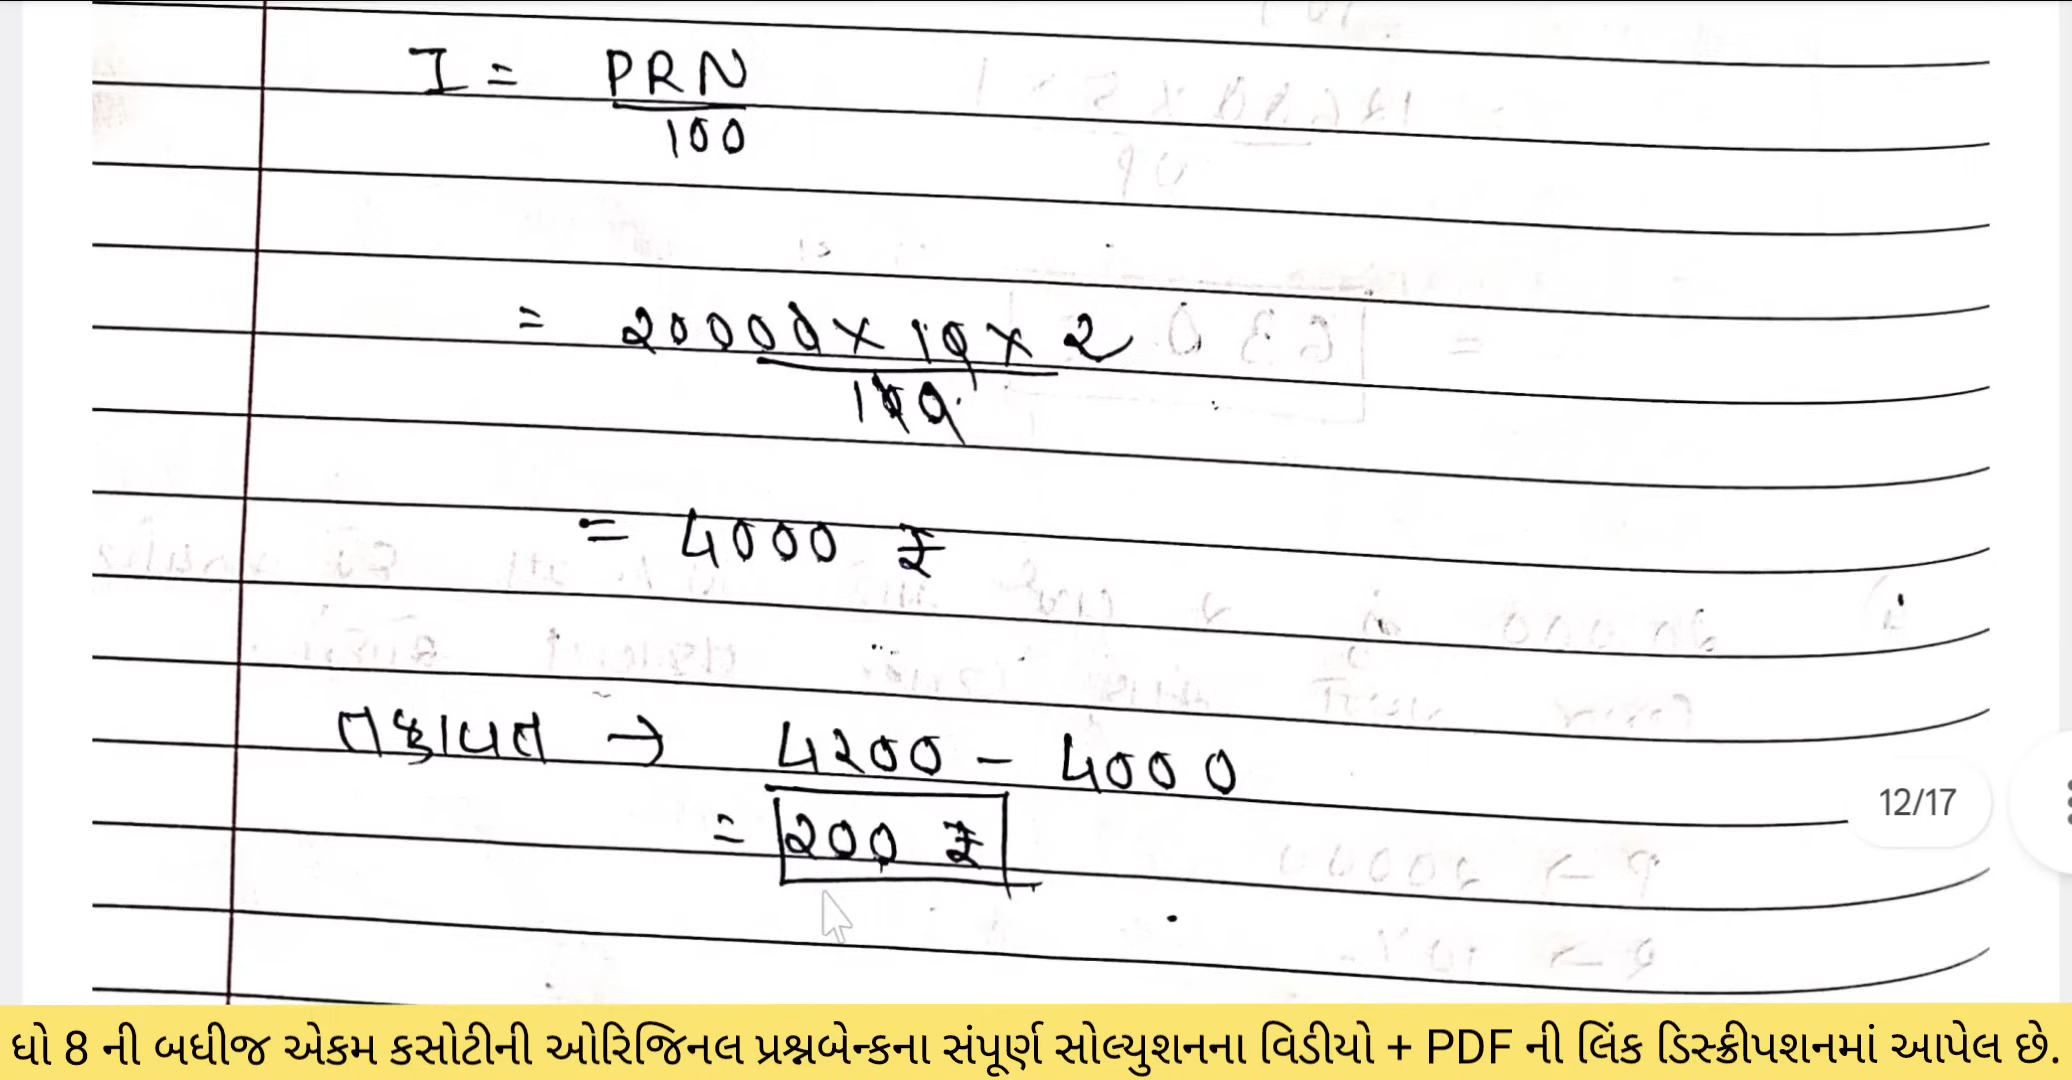 I = PRN
100
= 20000 x 10 x 2
100
= 4000 ₹
તફાવત → 4200 - 4000
= 200 ₹
12/17
ધો 8 ની બધીજ એકમ કસોટીની ઓરિજિનલ પ્રશ્નબેન્કના સંપૂર્ણ સોલ્યુશનના વિડીયો + PDF ની લિંક ડિસ્ક્રીપશનમાં આપેલ છે.